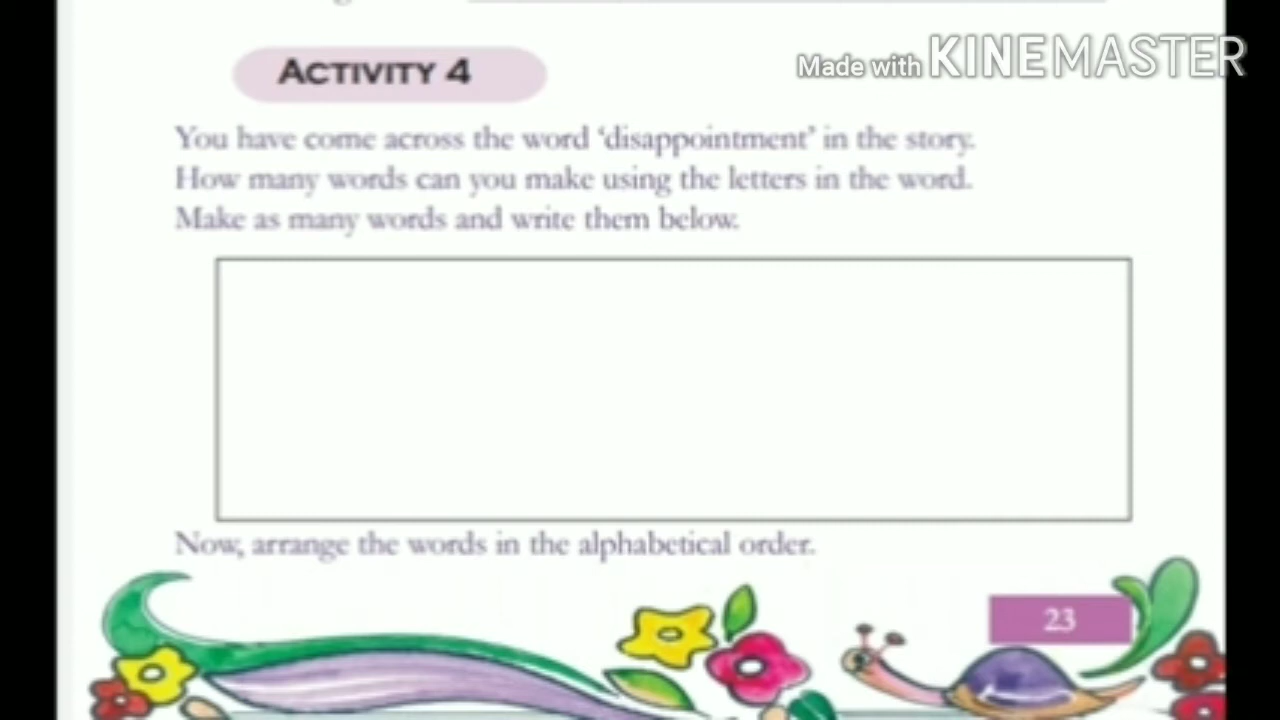 Made with KINEMASTER
ACTIVITY 4
You have come across the word ‘disappointment’ in the story.
How many words can you make using the letters in the word.
Make as many words and write them below.
Now, arrange the words in the alphabetical order.
23